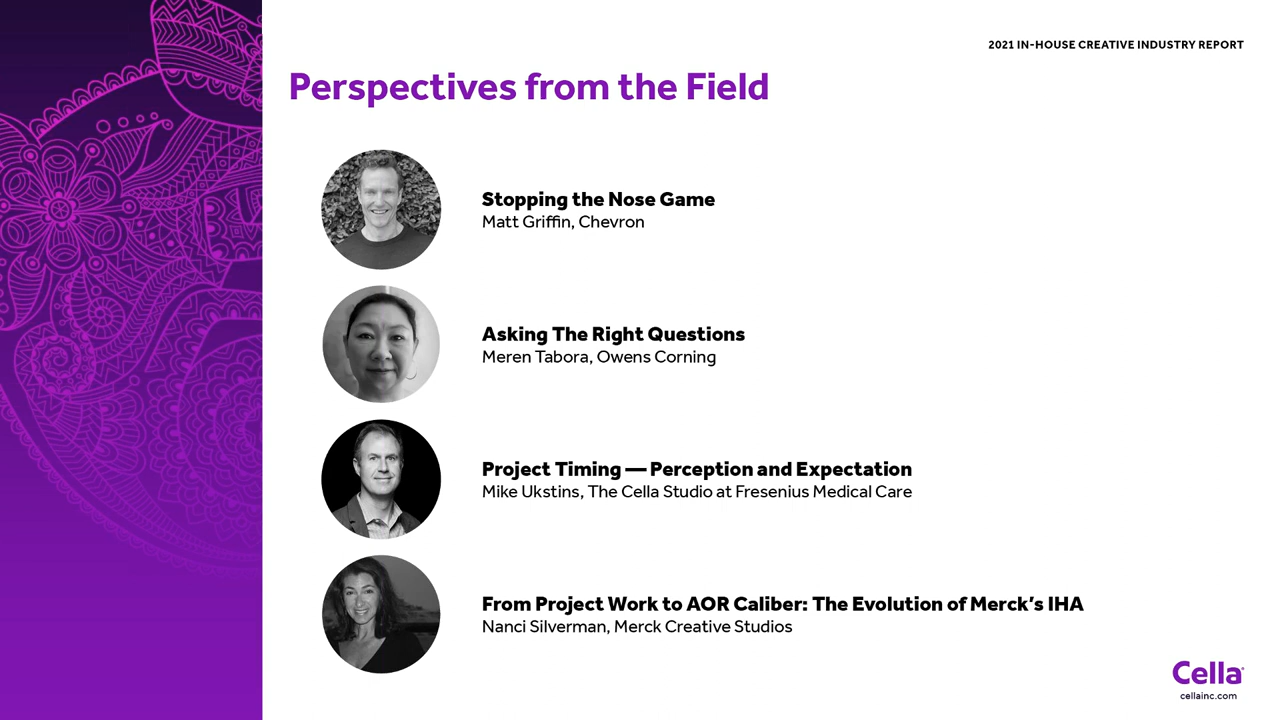 2021 IN-HOUSE CREATIVE INDUSTRY REPORT
Perspectives from the Field
Stopping the Nose Game
Matt Griffin, Chevron
Asking The Right Questions
Meren Tabora, Owens Corning
Project Timing — Perception and Expectation
Mike Ukstins, The Cella Studio at Fresenius Medical Care
From Project Work to AOR Caliber: The Evolution of Merck’s IHA
Nanci Silverman, Merck Creative Studios
Cella
cellainc.com